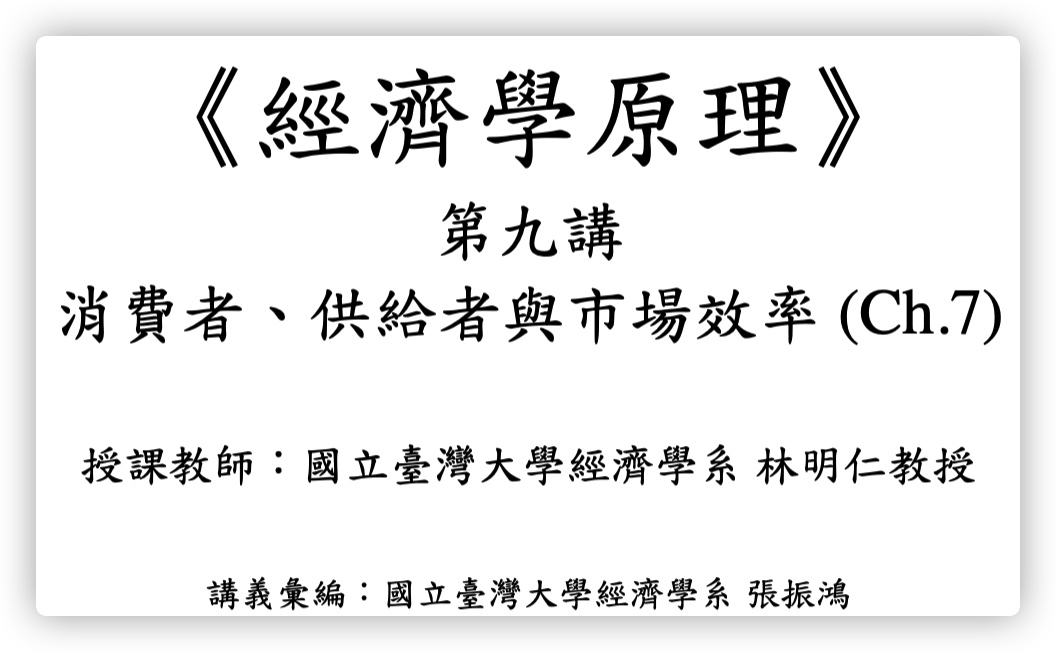 《經濟學原理》
第九講
消費者、供給者與市場效率 (Ch.7)
授課教師：國立臺灣大學經濟學系 林明仁教授
講義彙編：國立臺灣大學經濟學系 張振鴻